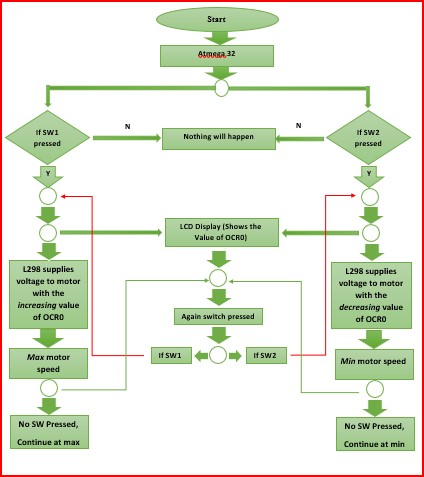 Start
Atmega 32
If SW1
pressed
N
Nothing will happen
N
If SW2
pressed
Y
Y
LCD Display (Shows the
Value of OCR0)
L298 supplies
voltage to motor
with the
increasing value
of OCR0
L298 supplies
voltage to motor
with the
decreasing value
of OCR0
Again switch pressed
Max motor
speed
If SW1
If SW2
Min motor speed
No SW Pressed,
Continue at max
No SW Pressed,
Continue at min